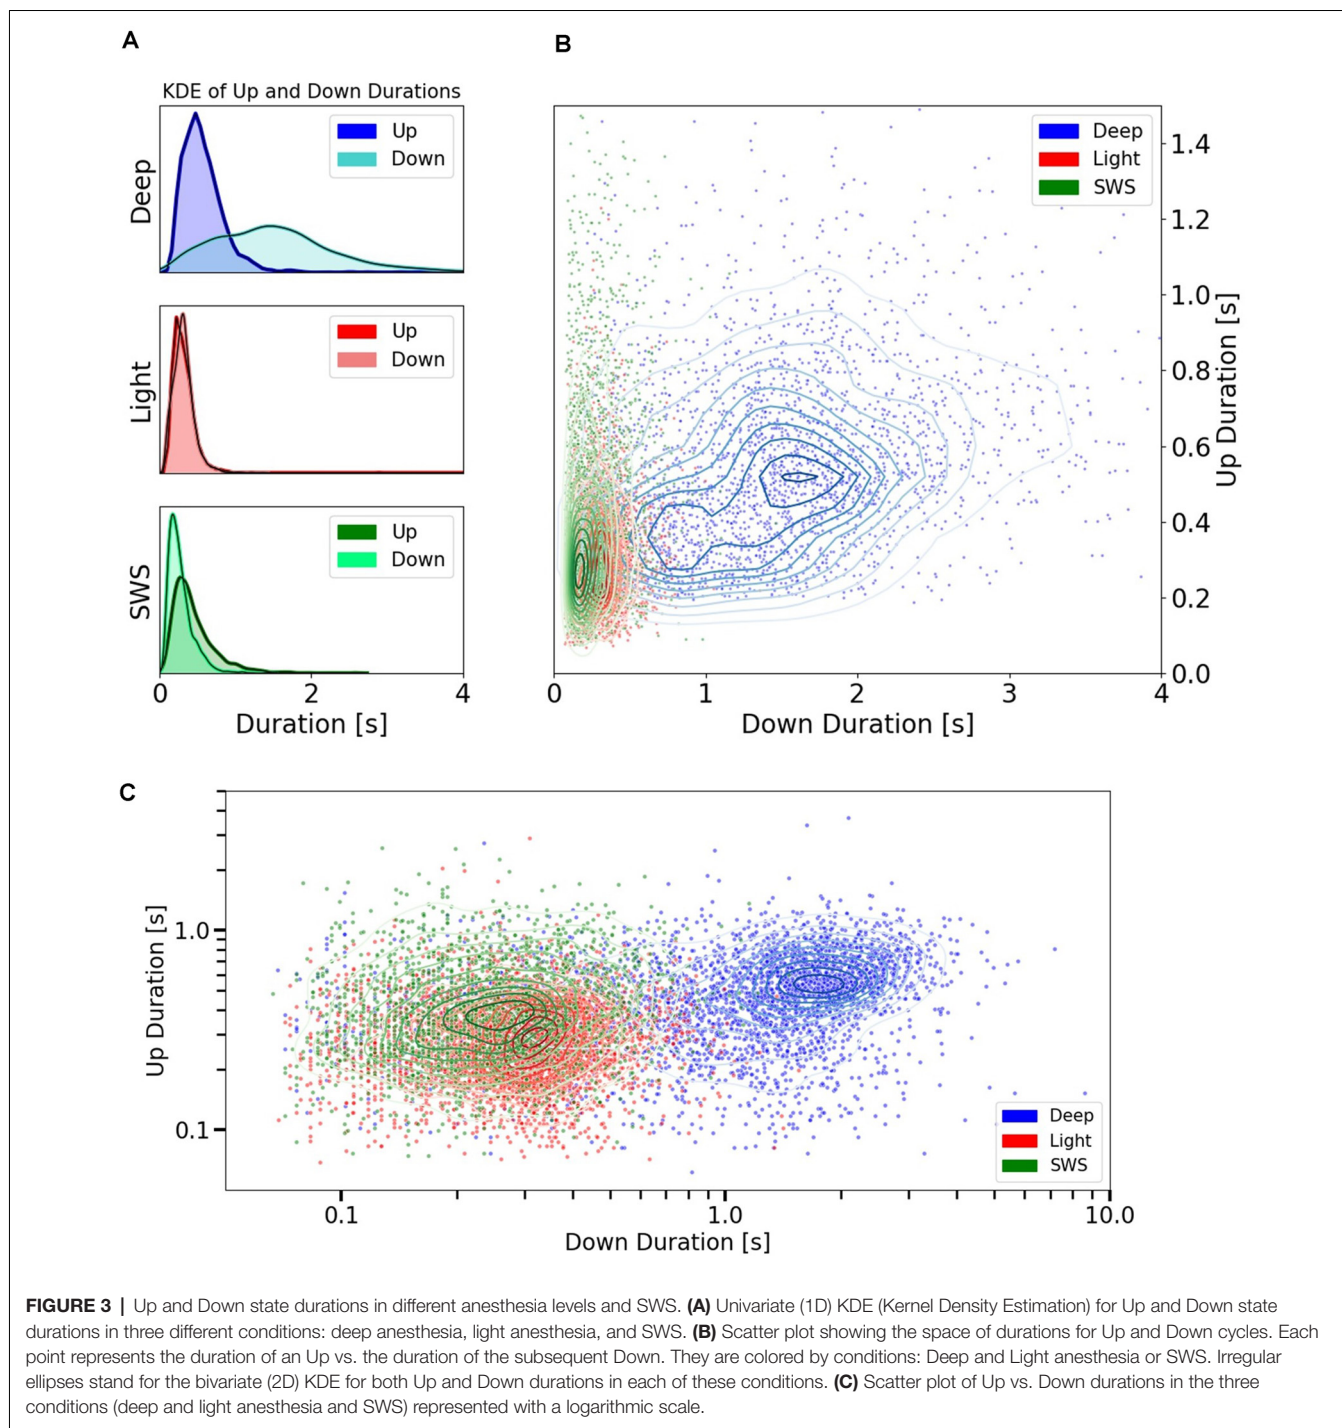 A
B
KDE of Up and Down Durations
Deep
Up
Down
Light
Up
Down
SWS
Up
Down
0 2 4
Duration [s]
Deep
Light
SWS
1.4
1.2
1.0
0.8
0.6
0.4
0.2
0.0
Up Duration [s]
0 1 2 3 4
Down Duration [s]
C
Up Duration [s]
1.0
0.1
Deep
Light
SWS
0.1 1.0 10.0
Down Duration [s]
FIGURE 3 | Up and Down state durations in different anesthesia levels and SWS. (A) Univariate (1D) KDE (Kernel Density Estimation) for Up and Down state
durations in three different conditions: deep anesthesia, light anesthesia, and SWS. (B) Scatter plot showing the space of durations for Up and Down cycles. Each
point represents the duration of an Up vs. the duration of the subsequent Down. They are colored by conditions: Deep and Light anesthesia or SWS. Irregular
ellipses stand for the bivariate (2D) KDE for both Up and Down durations in each of these conditions. (C) Scatter plot of Up vs. Down durations in the three
conditions (deep and light anesthesia and SWS) represented with a logarithmic scale.